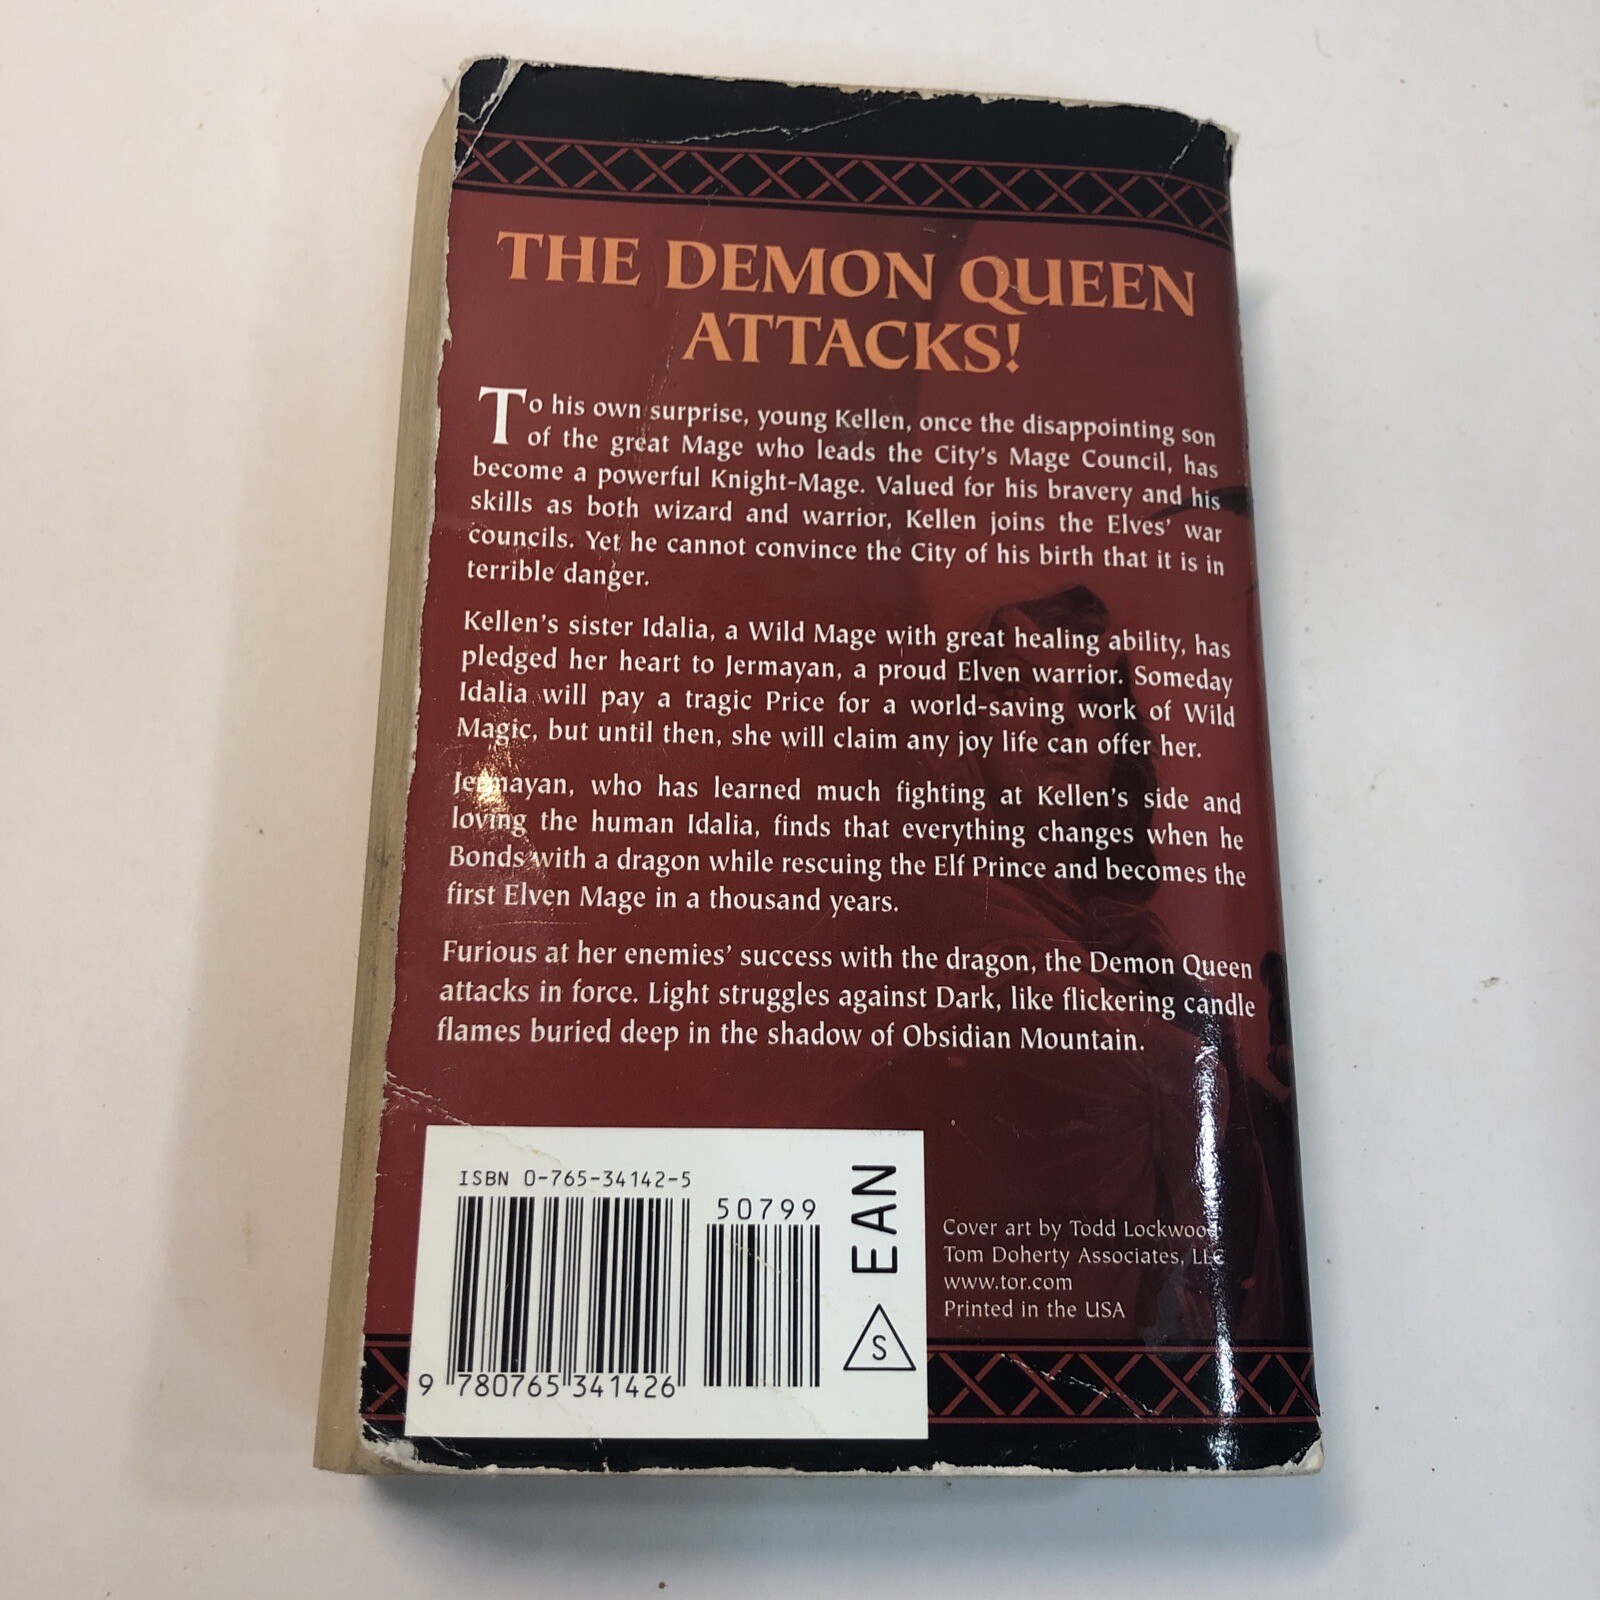 THE DEMON QUEEN
ATTACKS!
To his own surprise, young Kellen, once the disappointing son
of the great Mage who leads the City's Mage Council, has
become a powerful Knight-Mage. Valued for his bravery and his
skills as both wizard and warrior, Kellen joins the Elves' war
councils. Yet he cannot convince the City of his birth that it is in
terrible danger.
Kellen's sister Idalia, a Wild Mage with great healing ability, has
pledged her heart to Jermayan, a proud Elven warrior. Someday
Idalia will pay a tragic Price for a world-saving work of Wild
Magic, but until then, she will claim any joy life can offer her.
Jermayan, who has learned much fighting at Kellen's side and
loving the human Idalia, finds that everything changes when he
Bonds with a dragon while rescuing the Elf Prince and becomes the
first Elven Mage in a thousand years.
Furious at her enemies' success with the dragon, the Demon Queen
attacks in force. Light struggles against Dark, like flickering candle
flames buried deep in the shadow of Obsidian Mountain.
ISBN 0-765-34142-5
50799
9 780765 341426
EAN
S
Cover art by Todd Lockwood
Tom Doherty Associates, LLC
www.tor.com
Printed in the USA